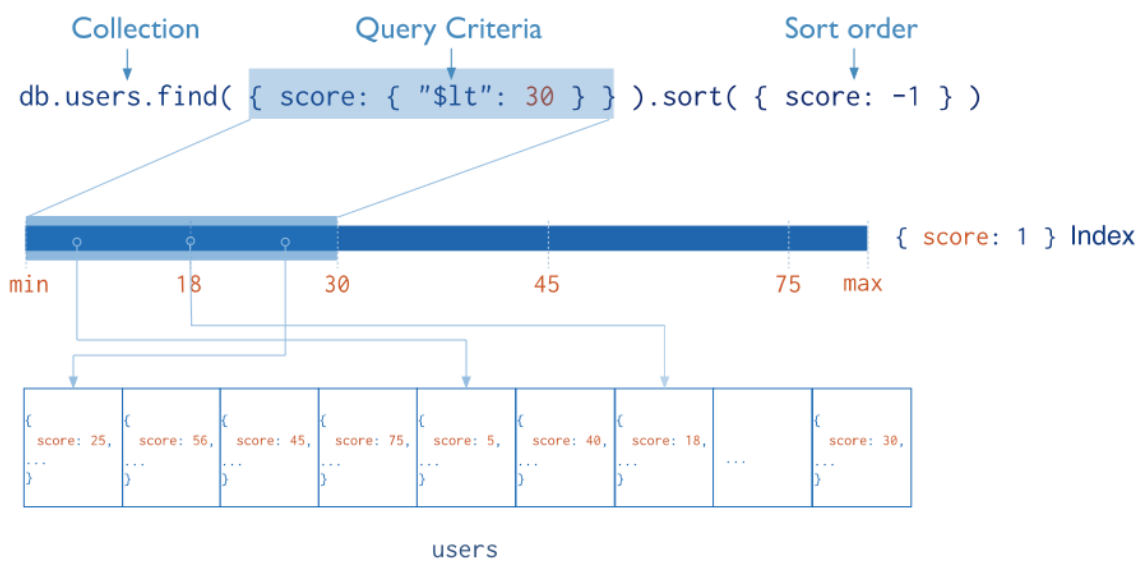 Collection Query Criteria Sort order
db.users.find( { score: { "$lt": 30 } } ).sort( { score: -1 } )
{ score: 1 } Index
min 18 30 45 75 max
{ { { { { { { {
score: 25, score: 56, score: 45, score: 75, score: 5, score: 40, score: 18, score: 30,
... ... ... ... ... ... ... ... ...
} } } } } } } }
users